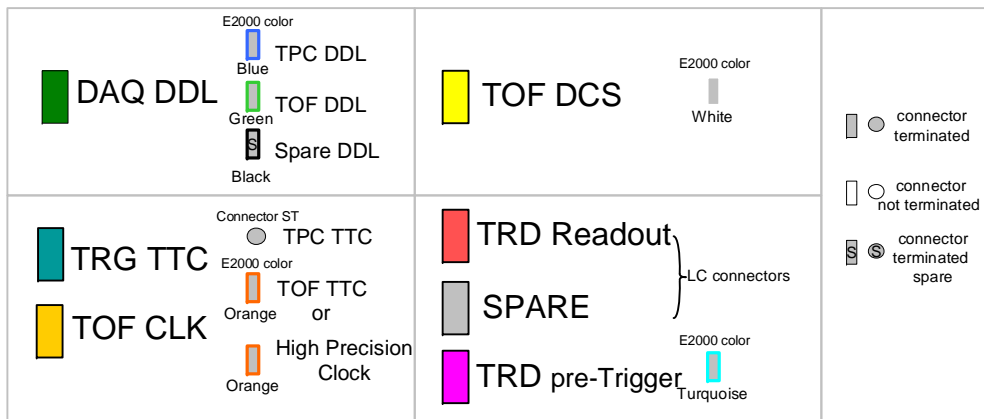 E2000 color
TPC DDL
Blue
DAQ DDL
TOF DDL
Green
S
Spare DDL
Black
TOF DCS
E2000 color
White
connector
terminated
connector
not terminated
S S
connector
terminated
spare
Connector ST
TPC TTC
TRG TTC
E2000 color
TOF TTC
Orange
or
TOF CLK
High Precision
Clock
Orange
TRD Readout
LC connectors
SPARE
E2000 color
TRD pre-Trigger
Turquoise